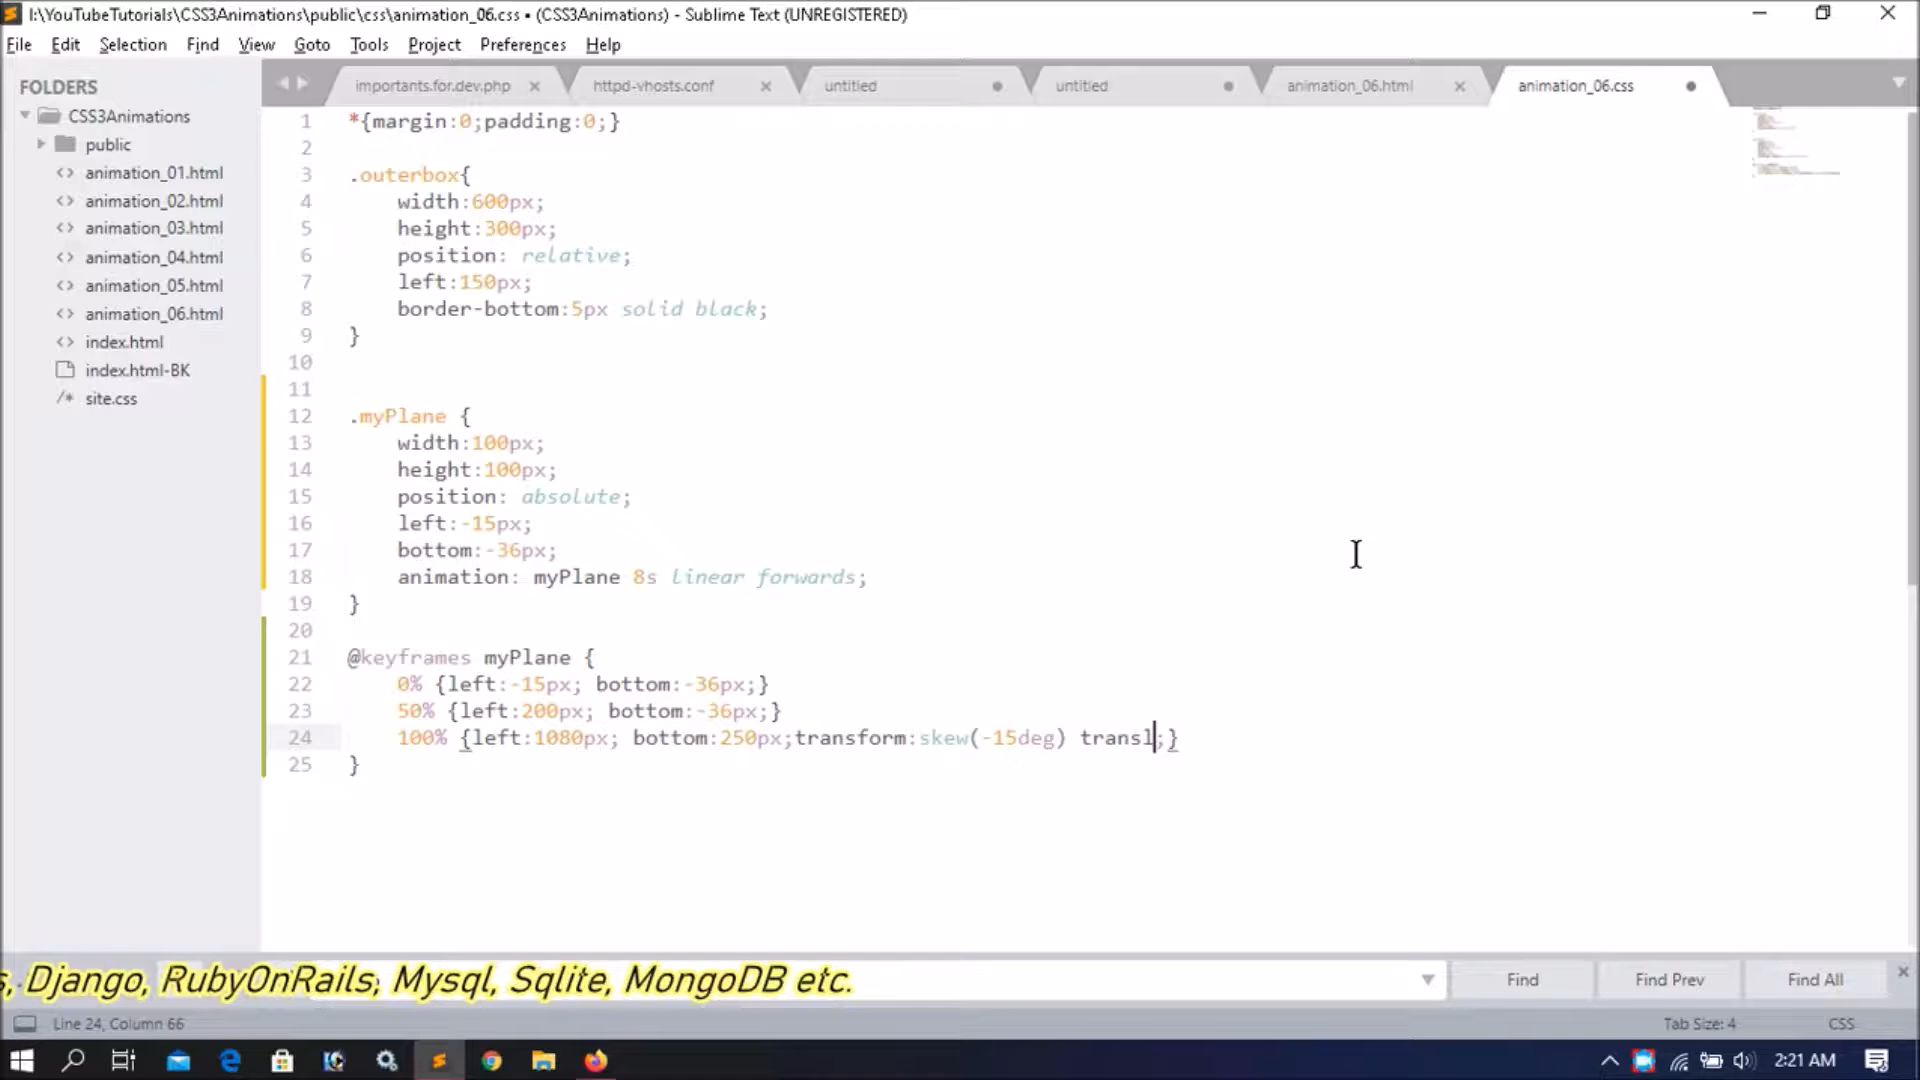 I:\YouTubeTutorials\CSS3Animations\public\css\animation_06.css • (CSS3Animations) - Sublime Text (UNREGISTERED)
File Edit Selection Find View Goto Tools Project Preferences Help
FOLDERS
CSS3Animations
public
animation_01.html
animation_02.html
animation_03.html
animation_04.html
animation_05.html
animation_06.html
index.html
index.html-BK
site.css
importants.for.dev.php
httpd-vhosts.conf
untitled
untitled
animation_06.html
animation_06.css
1 *{margin:0;padding:0;}
2
3 .outerbox{
4 width:600px;
5 height:300px;
6 position: relative;
7 left:150px;
8 border-bottom:5px solid black;
9 }
10
11
12 .myPlane {
13 width:100px;
14 height:100px;
15 position: absolute;
16 left:-15px;
17 bottom:-36px;
18 animation: myPlane 8s linear forwards;
19 }
20
21 @keyframes myPlane {
22 0% {left:-15px; bottom:-36px;}
23 50% {left:200px; bottom:-36px;}
24 100% {left:1080px; bottom:250px;transform:skew(-15deg) transl;}
25 }
s, Django, RubyOnRails, Mysql, Sqlite, MongoDB etc.
Find Find Prev Find All
Line 24, Column 66
Tab Size: 4 CSS
2:21 AM